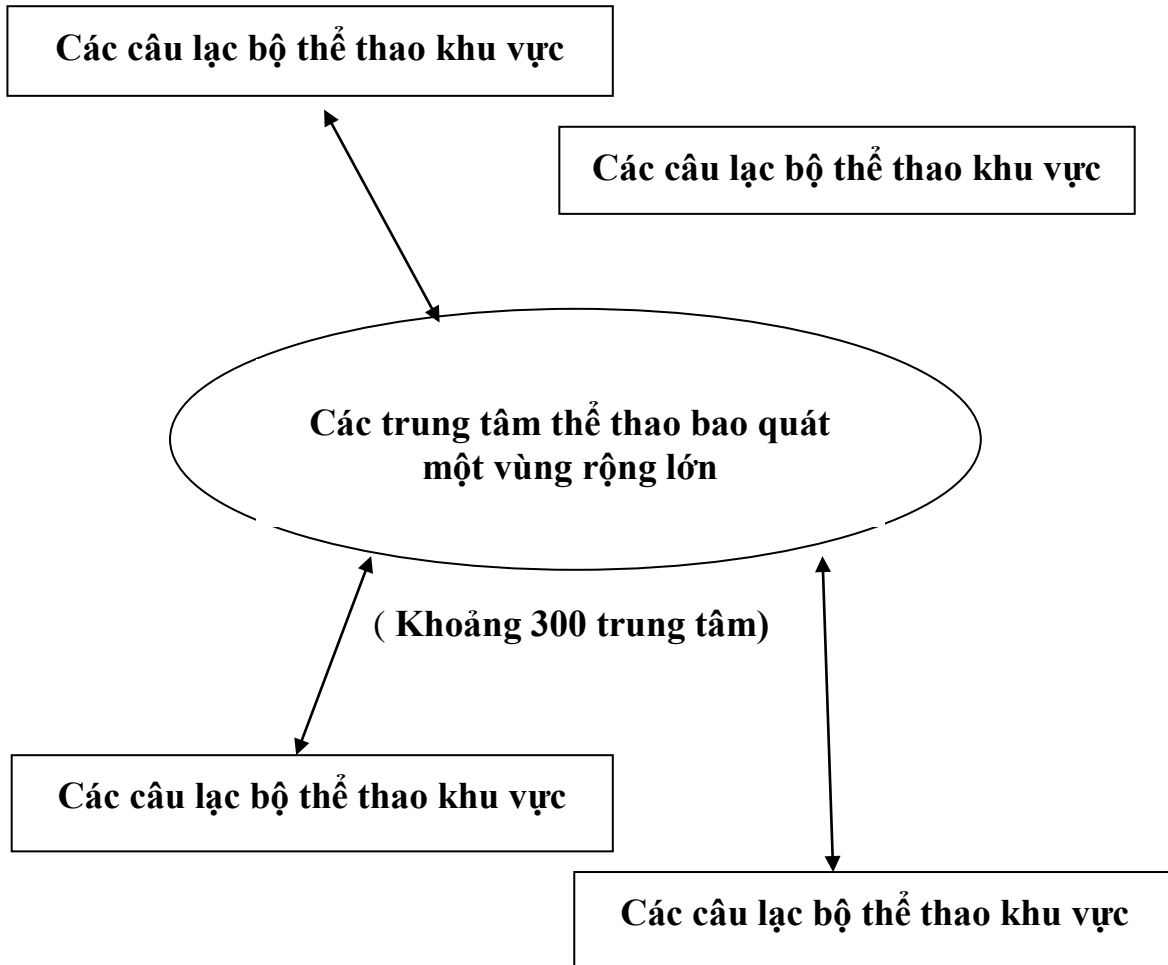 Các câu lạc bộ thể thao khu vực
Các câu lạc bộ thể thao khu vực
Các trung tâm thể thao bao quát
một vùng rộng lớn
( Khoảng 300 trung tâm)
Các câu lạc bộ thể thao khu vực
Các câu lạc bộ thể thao khu vực